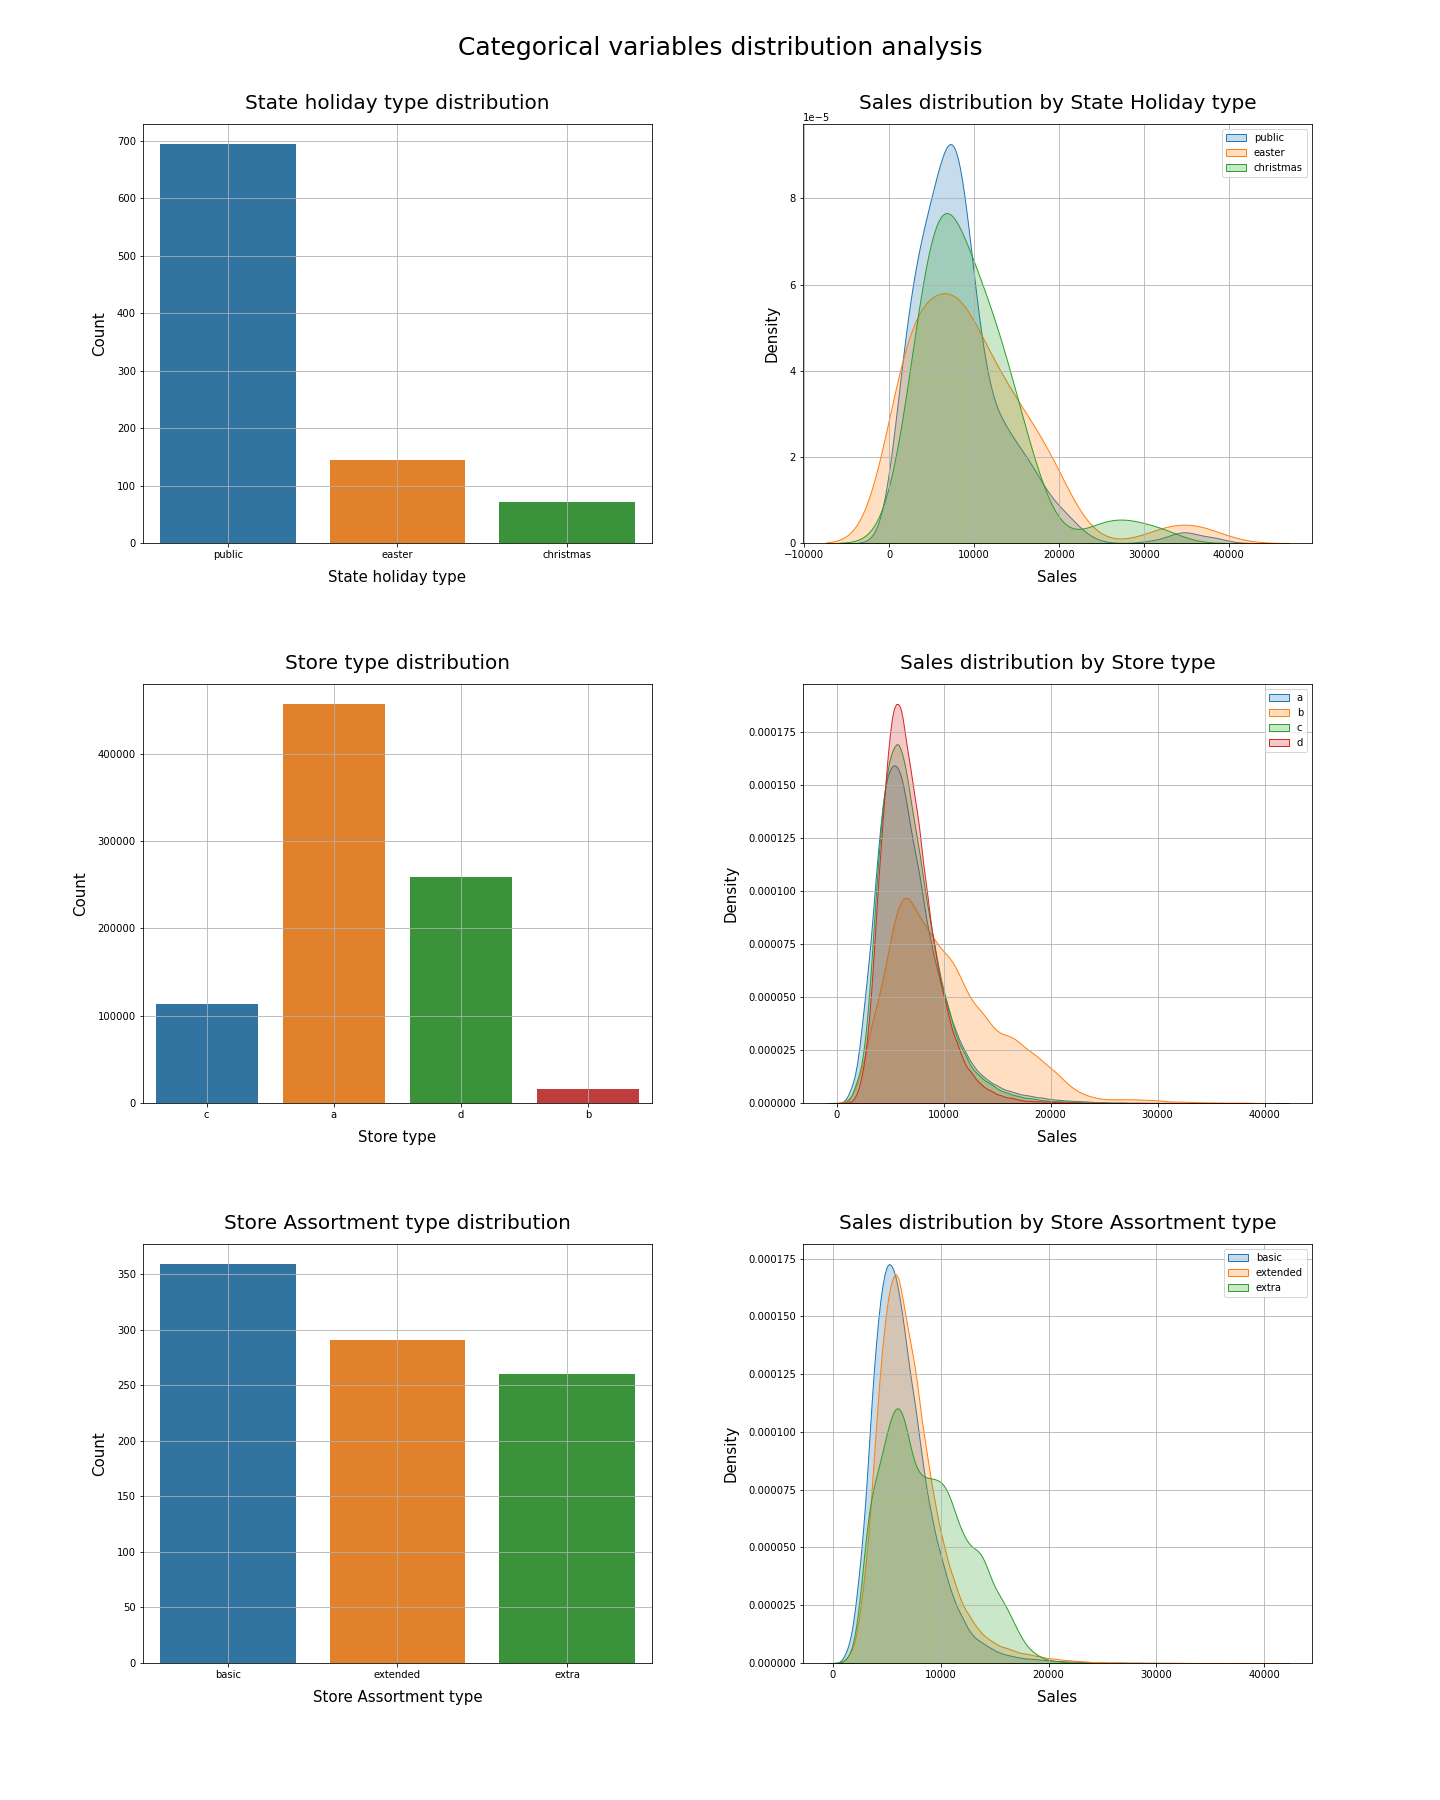 Categorical variables distribution analysis
State holiday type distribution
700
600
500
400
300
200
100
0
Count
public easter christmas
State holiday type
Sales distribution by State Holiday type
1e−5
public
easter
christmas
8
6
4
2
0
Density
−10000 0 10000 20000 30000 40000
Sales
Store type distribution
400000
300000
200000
100000
0
Count
c a d b
Store type
Sales distribution by Store type
a
b
c
d
0.000175
0.000150
0.000125
0.000100
0.000075
0.000050
0.000025
0.000000
Density
0 10000 20000 30000 40000
Sales
Store Assortment type distribution
350
300
250
200
150
100
50
0
Count
basic extended extra
Store Assortment type
Sales distribution by Store Assortment type
basic
extended
extra
0.000175
0.000150
0.000125
0.000100
0.000075
0.000050
0.000025
0.000000
Density
0 10000 20000 30000 40000
Sales